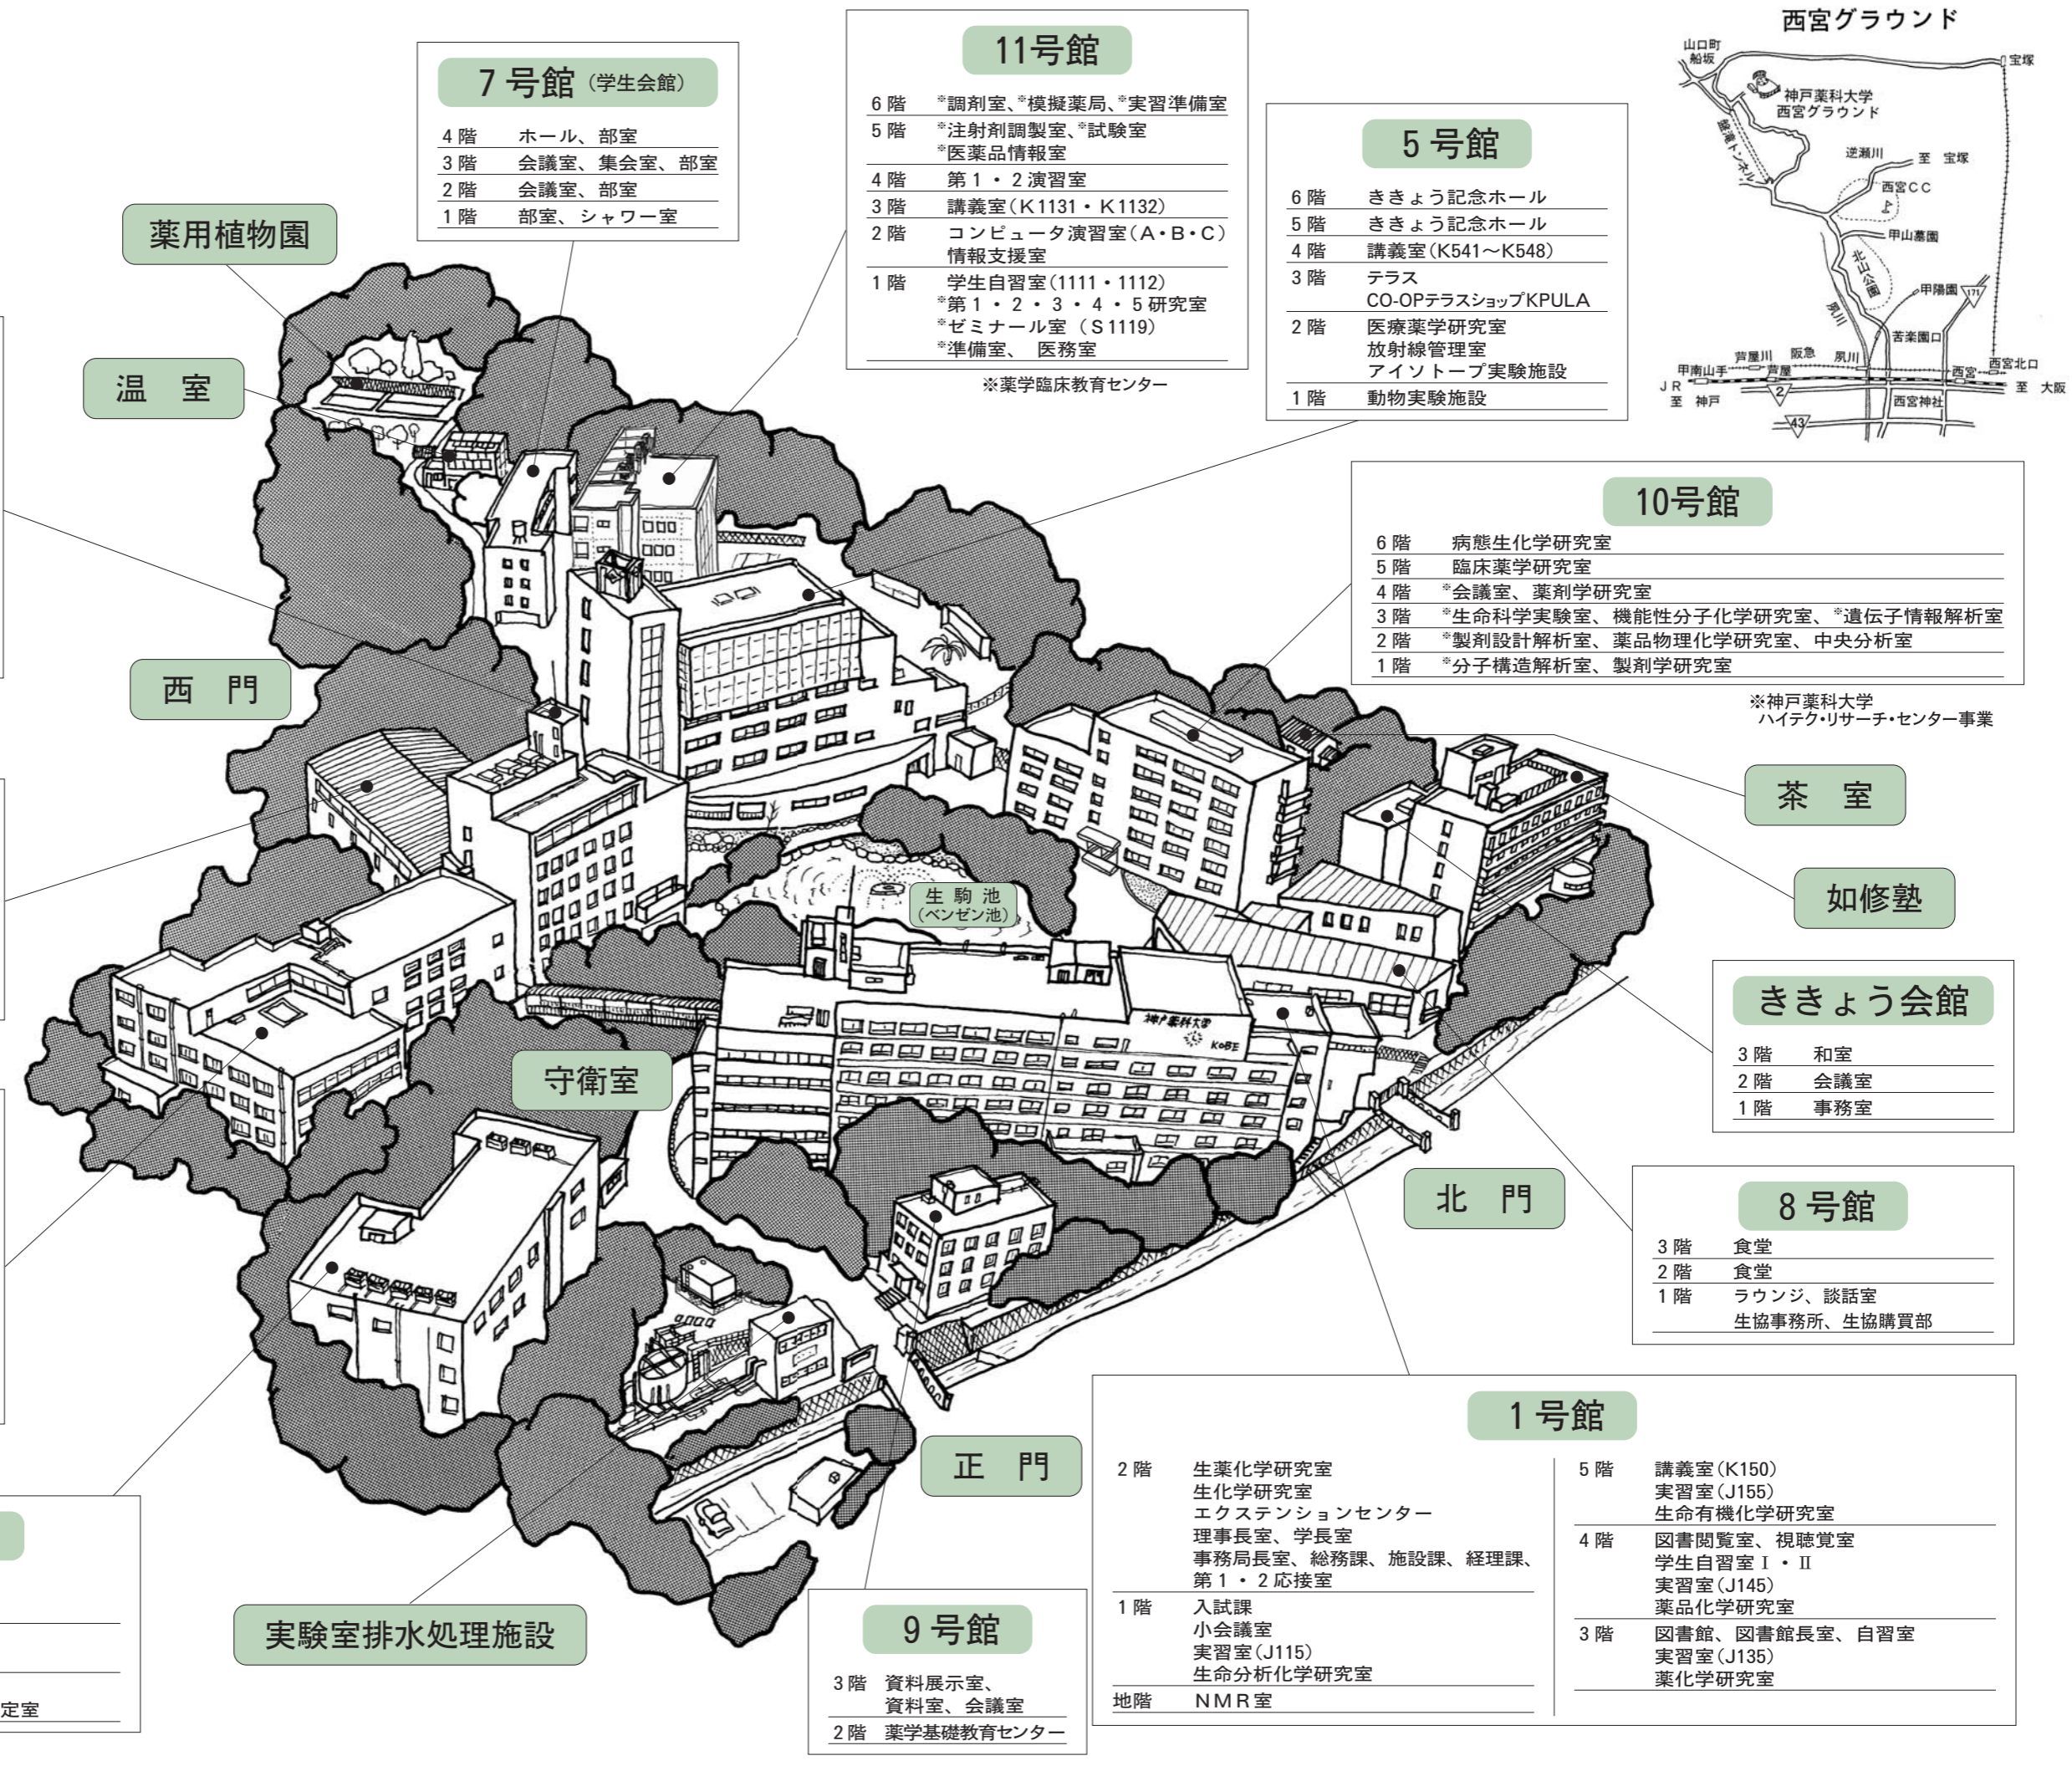 西宮グラウンド
山口町
船坂
宝塚
神戸薬科大学
西宮グラウンド
盤滝トンネル
逆瀬川
至 宝塚
西宮CC
甲山墓園
北山公園
夙川
甲陽園
171
苦楽園口
芦屋川 阪急 夙川
西宮北口
甲南山手
芦屋
西宮
JR
至 神戸
至 大阪
2
西宮神社
43
7号館(学生会館)
4階 ホール、部室
3階 会議室、集会室、部室
2階 会議室、部室
1階 部室、シャワー室
11号館
6階 ※調剤室、※模擬薬局、※実習準備室
5階 ※注射剤調製室、※試験室
※医薬品情報室
4階 第1・2演習室
3階 講義室(K1131・K1132)
2階 コンピュータ演習室(A・B・C)
情報支援室
1階 学生自習室(1111・1112)
※第1・2・3・4・5研究室
※ゼミナール室(S1119)
※準備室、 医務室
※薬学臨床教育センター
5号館
6階 ききょう記念ホール
5階 ききょう記念ホール
4階 講義室(K541〜K548)
3階 テラス
CO-OPテラスショップKPULA
2階 医療薬学研究室
放射線管理室
アイソトープ実験施設
1階 動物実験施設
10号館
6階 病態生化学研究室
5階 臨床薬学研究室
4階 ※会議室、薬剤学研究室
3階 ※生命科学実験室、機能性分子化学研究室、※遺伝子情報解析室
2階 ※製剤設計解析室、薬品物理化学研究室、中央分析室
1階 ※分子構造解析室、製剤学研究室
※神戸薬科大学
ハイテク・リサーチ・センター事業
薬用植物園
温 室
西 門
茶 室
如修塾
生駒池
(ベンゼン池)
神戸薬科大学
KOBE
守衛室
ききょう会館
3階 和室
2階 会議室
1階 事務室
北 門
8号館
3階 食堂
2階 食堂
1階 ラウンジ、談話室
生協事務所、生協購買部
正 門
1号館
2階 生薬化学研究室
生化学研究室
エクステンションセンター
理事長室、学長室
事務局長室、総務課、施設課、経理課、
第1・2応接室
1階 入試課
小会議室
実習室(J115)
生命分析化学研究室
地階 NMR室
5階 講義室(K150)
実習室(J155)
生命有機化学研究室
4階 図書閲覧室、視聴覚室
学生自習室Ⅰ・Ⅱ
実習室(J145)
薬品化学研究室
3階 図書館、図書館長室、自習室
実習室(J135)
薬化学研究室
実験室排水処理施設
9号館
3階 資料展示室、
資料室、会議室
2階 薬学基礎教育センター
定室